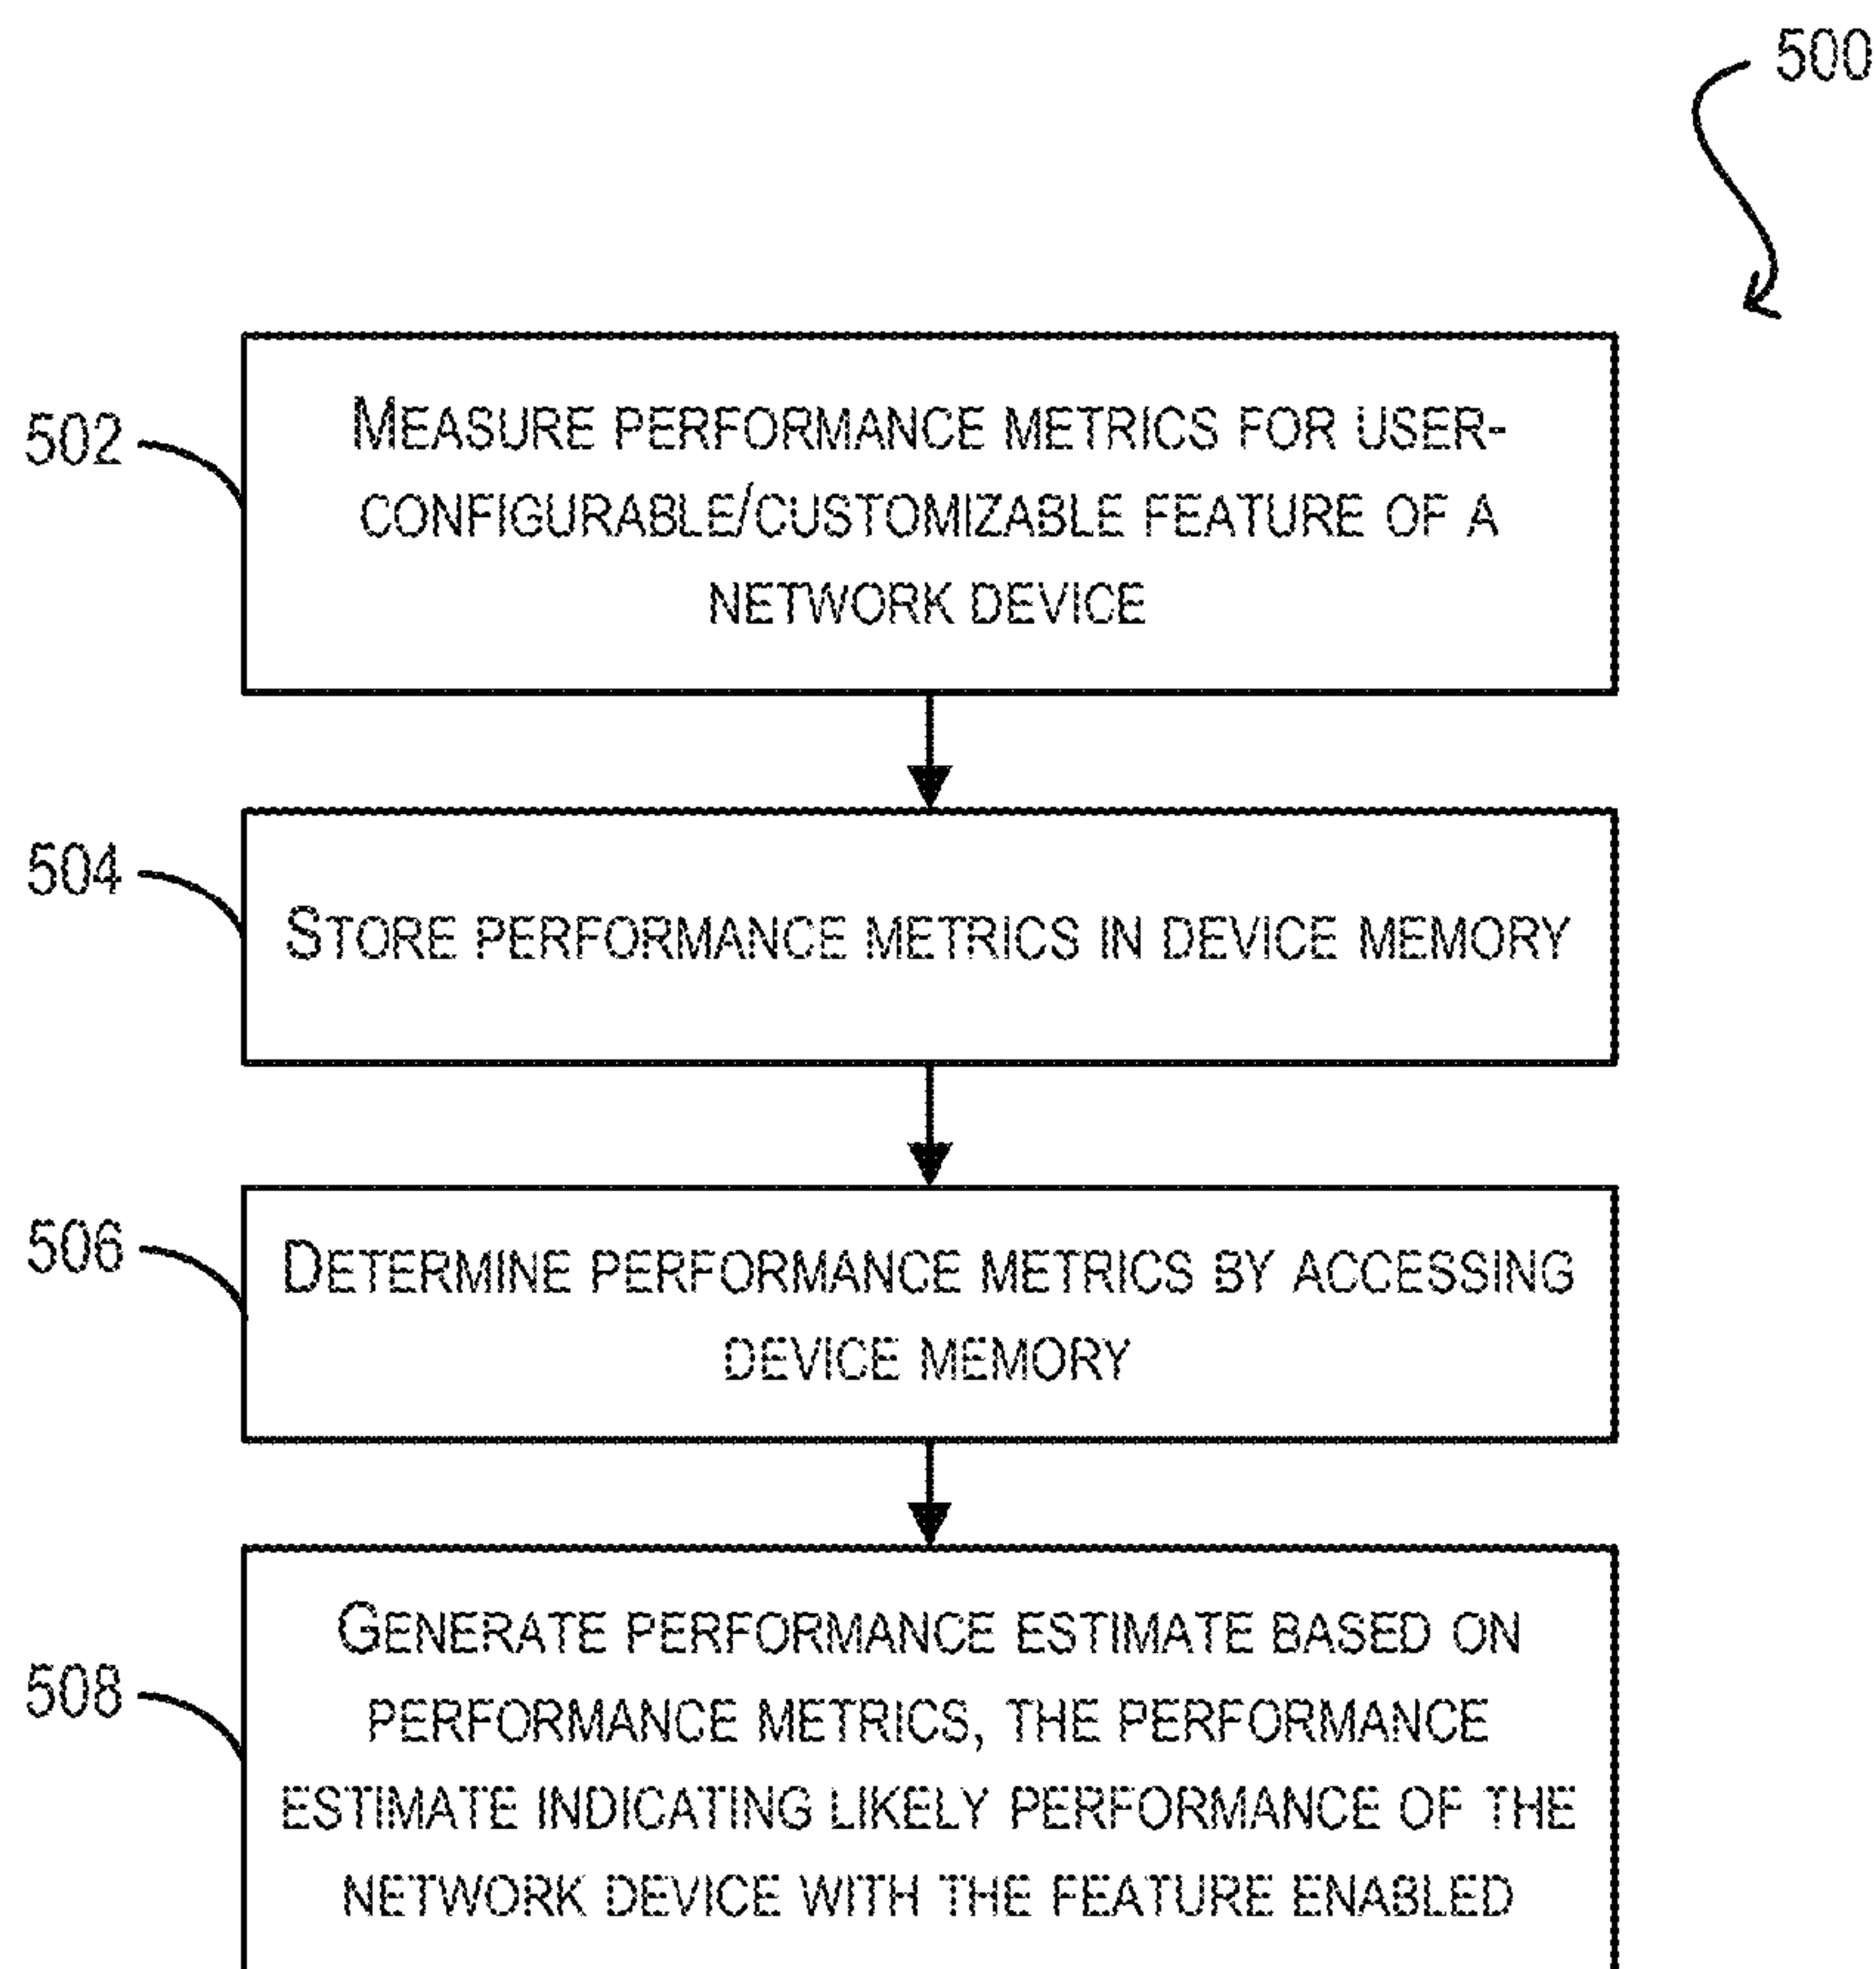 500
502
MEASURE PERFORMANCE METRICS FOR USER-
CONFIGURABLE/CUSTOMIZABLE FEATURE OF A
NETWORK DEVICE
504
STORE PERFORMANCE METRICS IN DEVICE MEMORY
506
DETERMINE PERFORMANCE METRICS BY ACCESSING
DEVICE MEMORY
508
GENERATE PERFORMANCE ESTIMATE BASED ON
PERFORMANCE METRICS, THE PERFORMANCE
ESTIMATE INDICATING LIKELY PERFORMANCE OF THE
NETWORK DEVICE WITH THE FEATURE ENABLED